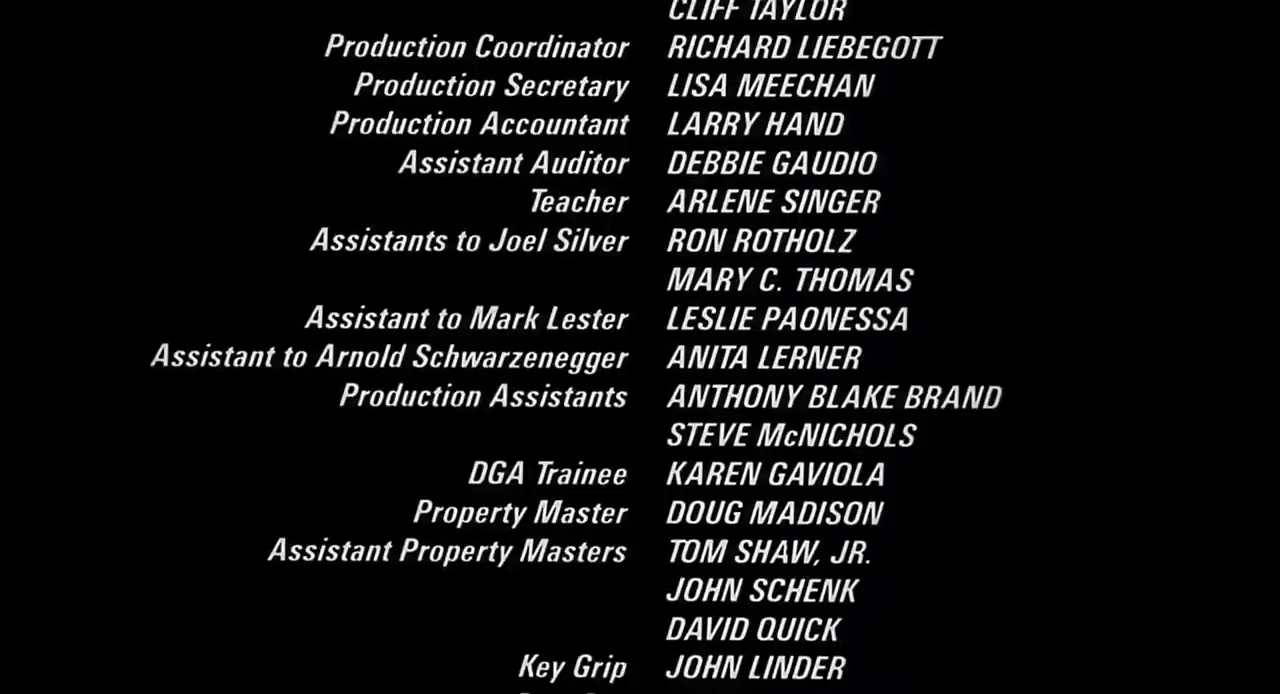 CLIFF TAYLOR
Production Coordinator RICHARD LIEBEGOTT
Production Secretary LISA MEECHAN
Production Accountant LARRY HAND
Assistant Auditor DEBBIE GAUDIO
Teacher ARLENE SINGER
Assistants to Joel Silver RON ROTHOLZ
MARY C. THOMAS
Assistant to Mark Lester LESLIE PAONESSA
Assistant to Arnold Schwarzenegger ANITA LERNER
Production Assistants ANTHONY BLAKE BRAND
STEVE McNICHOLS
DGA Trainee KAREN GAVIOLA
Property Master DOUG MADISON
Assistant Property Masters TOM SHAW, JR.
JOHN SCHENK
DAVID QUICK
Key Grip JOHN LINDER